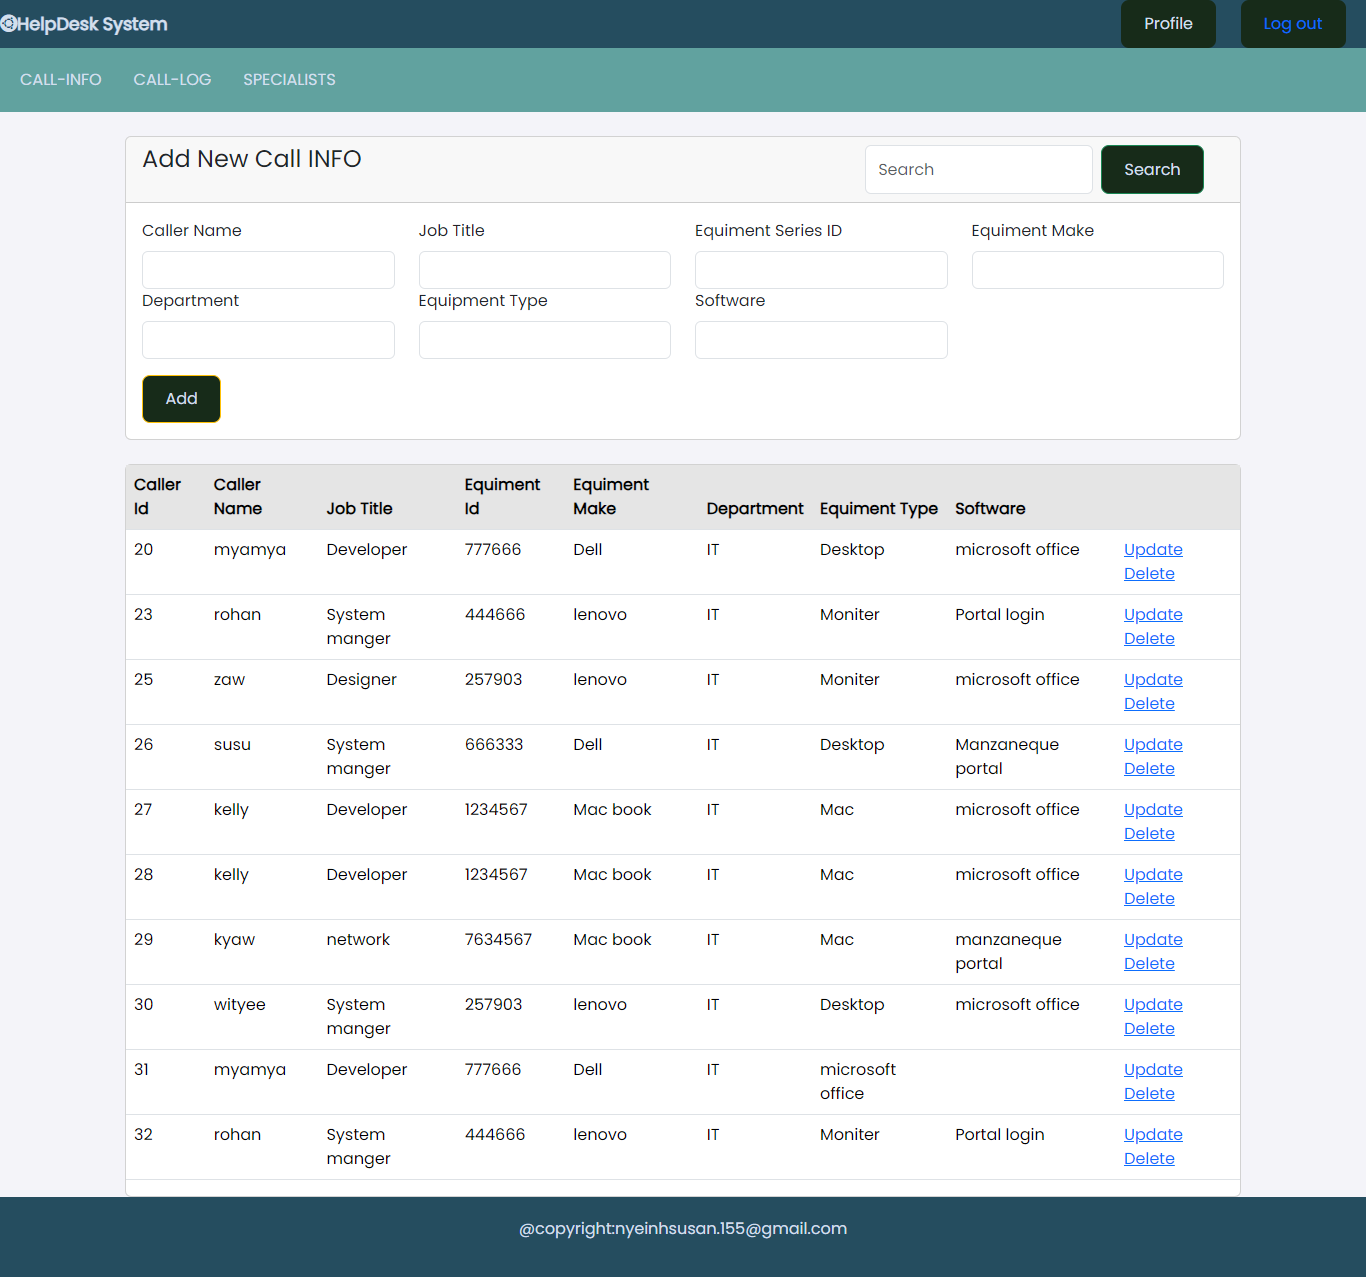 HelpDesk System
Profile
Log out
CALL-INFO CALL-LOG SPECIALISTS
Add New Call INFO
Search
Search
Caller Name Job Title Equiment Series ID Equiment Make
Department Equipment Type Software
Add
Caller Id Caller Name Job Title Equiment Id Equiment Make Department Equiment Type Software
20 myamya Developer 777666 Dell IT Desktop microsoft office Update
Delete
23 rohan System manger 444666 lenovo IT Moniter Portal login Update
Delete
25 zaw Designer 257903 lenovo IT Moniter microsoft office Update
Delete
26 susu System manger 666333 Dell IT Desktop Manzaneque portal Update
Delete
27 kelly Developer 1234567 Mac book IT Mac microsoft office Update
Delete
28 kelly Developer 1234567 Mac book IT Mac microsoft office Update
Delete
29 kyaw network 7634567 Mac book IT Mac manzaneque portal Update
Delete
30 wityee System manger 257903 lenovo IT Desktop microsoft office Update
Delete
31 myamya Developer 777666 Dell IT microsoft office Update
Delete
32 rohan System manger 444666 lenovo IT Moniter Portal login Update
Delete
@copyright:nyeinhsusan.155@gmail.com